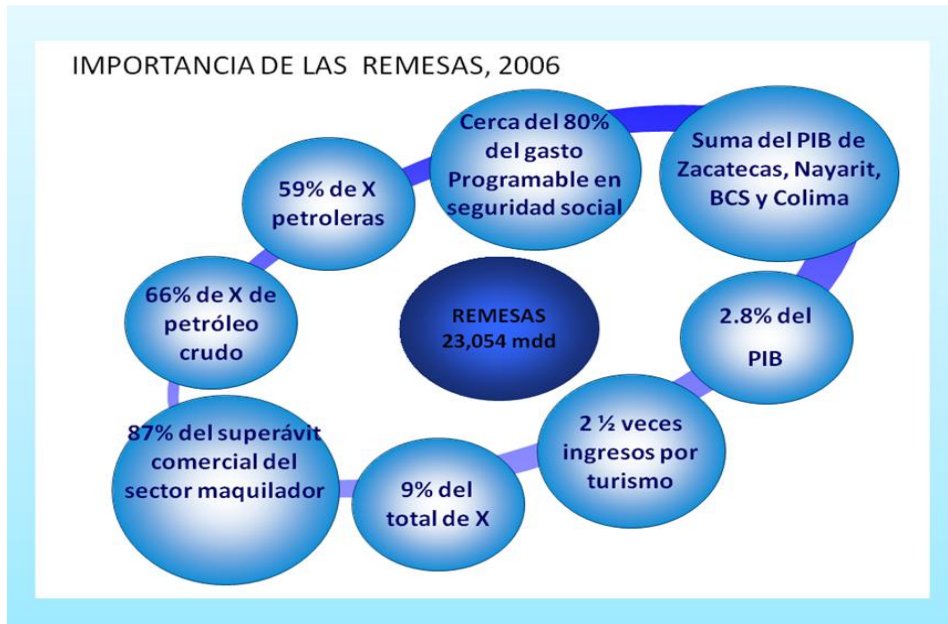 IMPORTANCIA DE LAS REMESAS, 2006
Cerca del 80%
del gasto
Programable en
seguridad social
Suma del PIB de
Zacatecas, Nayarit,
BCS y Colima
59% de X
petroleras
66% de X de
petróleo
crudo
REMESAS
23,054 mdd
2.8% del
PIB
87% del superávit
comercial del
sector maquilador
9% del
total de X
2 ½ veces
ingresos por
turismo